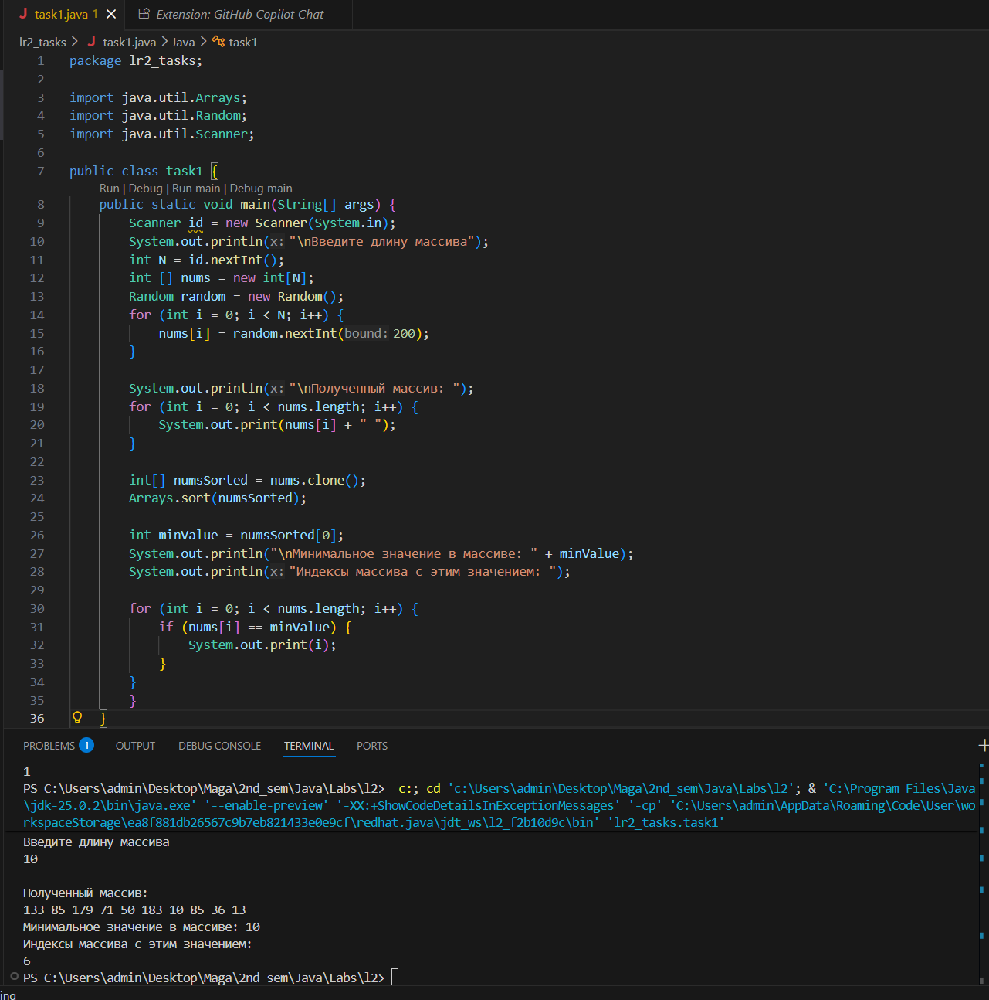 task1.java 1 Extension: GitHub Copilot Chat
lr2_tasks > task1.java > Java > task1
1 package lr2_tasks;
2
3 import java.util.Arrays;
4 import java.util.Random;
5 import java.util.Scanner;
6
7 public class task1 {
Run | Debug | Run main | Debug main
8 public static void main(String[] args) {
9 Scanner id = new Scanner(System.in);
10 System.out.println(x: "\nВведите длину массива");
11 int N = id.nextInt();
12 int [] nums = new int[N];
13 Random random = new Random();
14 for (int i = 0; i < N; i++) {
15 nums[i] = random.nextInt(bound: 200);
16 }
17
18 System.out.println(x: "\nПолученный массив: ");
19 for (int i = 0; i < nums.length; i++) {
20 System.out.print(nums[i] + " ");
21 }
22
23 int[] numsSorted = nums.clone();
24 Arrays.sort(numsSorted);
25
26 int minValue = numsSorted[0];
27 System.out.println("\nМинимальное значение в массиве: " + minValue);
28 System.out.println(x: "Индексы массива с этим значением: ");
29
30 for (int i = 0; i < nums.length; i++) {
31 if (nums[i] == minValue) {
32 System.out.print(i);
33 }
34 }
35 }
36 }
PROBLEMS 1 OUTPUT DEBUG CONSOLE TERMINAL PORTS
1
PS C:\Users\admin\Desktop\Maga\2nd_sem\Java\Labs\l2> c:; cd 'c:\Users\admin\Desktop\Maga\2nd_sem\Java\Labs\l2'; & 'C:\Program Files\Java
\jdk-25.0.2\bin\java.exe' '--enable-preview' '-XX:+ShowCodeDetailsInExceptionMessages' '-cp' 'C:\Users\admin\AppData\Roaming\Code\User\wo
rkspaceStorage\ea8f881db26567c9b7eb821433e0e9cf\redhat.java\jdt_ws\l2_f2b10d9c\bin' 'lr2_tasks.task1'
Введите длину массива
10
Полученный массив:
133 85 179 71 50 183 10 85 36 13
Минимальное значение в массиве: 10
Индексы массива с этим значением:
6
PS C:\Users\admin\Desktop\Maga\2nd_sem\Java\Labs\l2>
ing